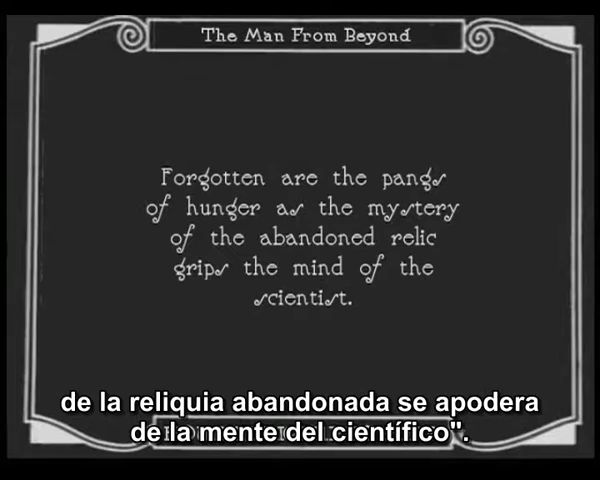 The Man From Beyond
Forgotten are the pangs
of hunger as the mystery
of the abandoned relic
grips the mind of the
scientist.
de la reliquia abandonada se apodera
de la mente del científico".